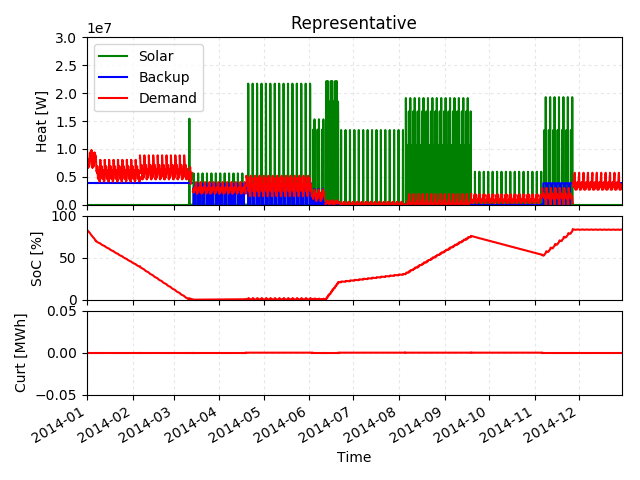 Representative
1e7
3.0
2.5
2.0
1.5
1.0
0.5
0.0
Heat [W]
Solar
Backup
Demand
100
50
0
SoC [%]
0.05
0.00
−0.05
Curt [MWh]
2014-01
2014-02
2014-03
2014-04
2014-05
2014-06
2014-07
2014-08
2014-09
2014-10
2014-11
2014-12
Time